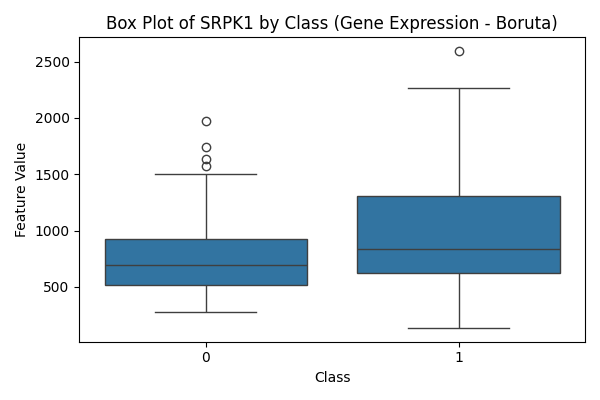 Box Plot of SRPK1 by Class (Gene Expression - Boruta)
Feature Value
2500
2000
1500
1000
500
0
1
Class